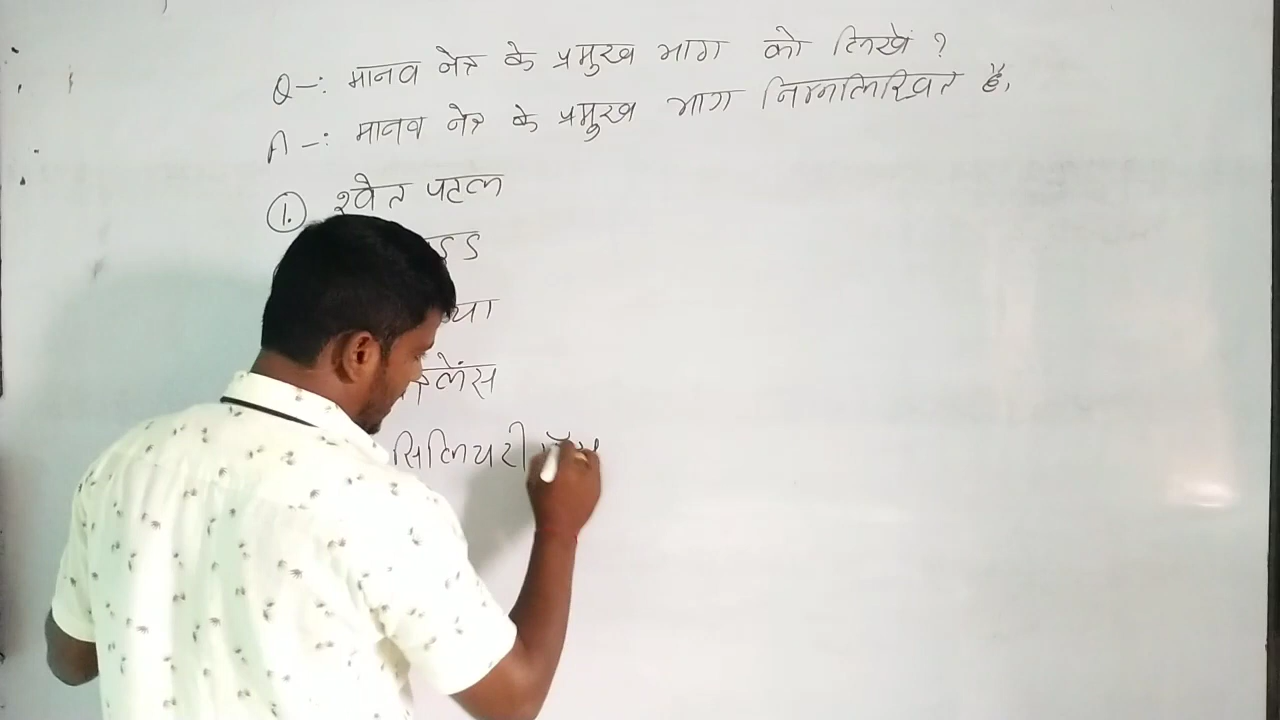 Q-: मानव नेत्र के प्रमुख भाग को लिखें ?
A-: मानव नेत्र के प्रमुख भाग निम्नलिखित है,
1. श्वेत पटल
सिलियरी